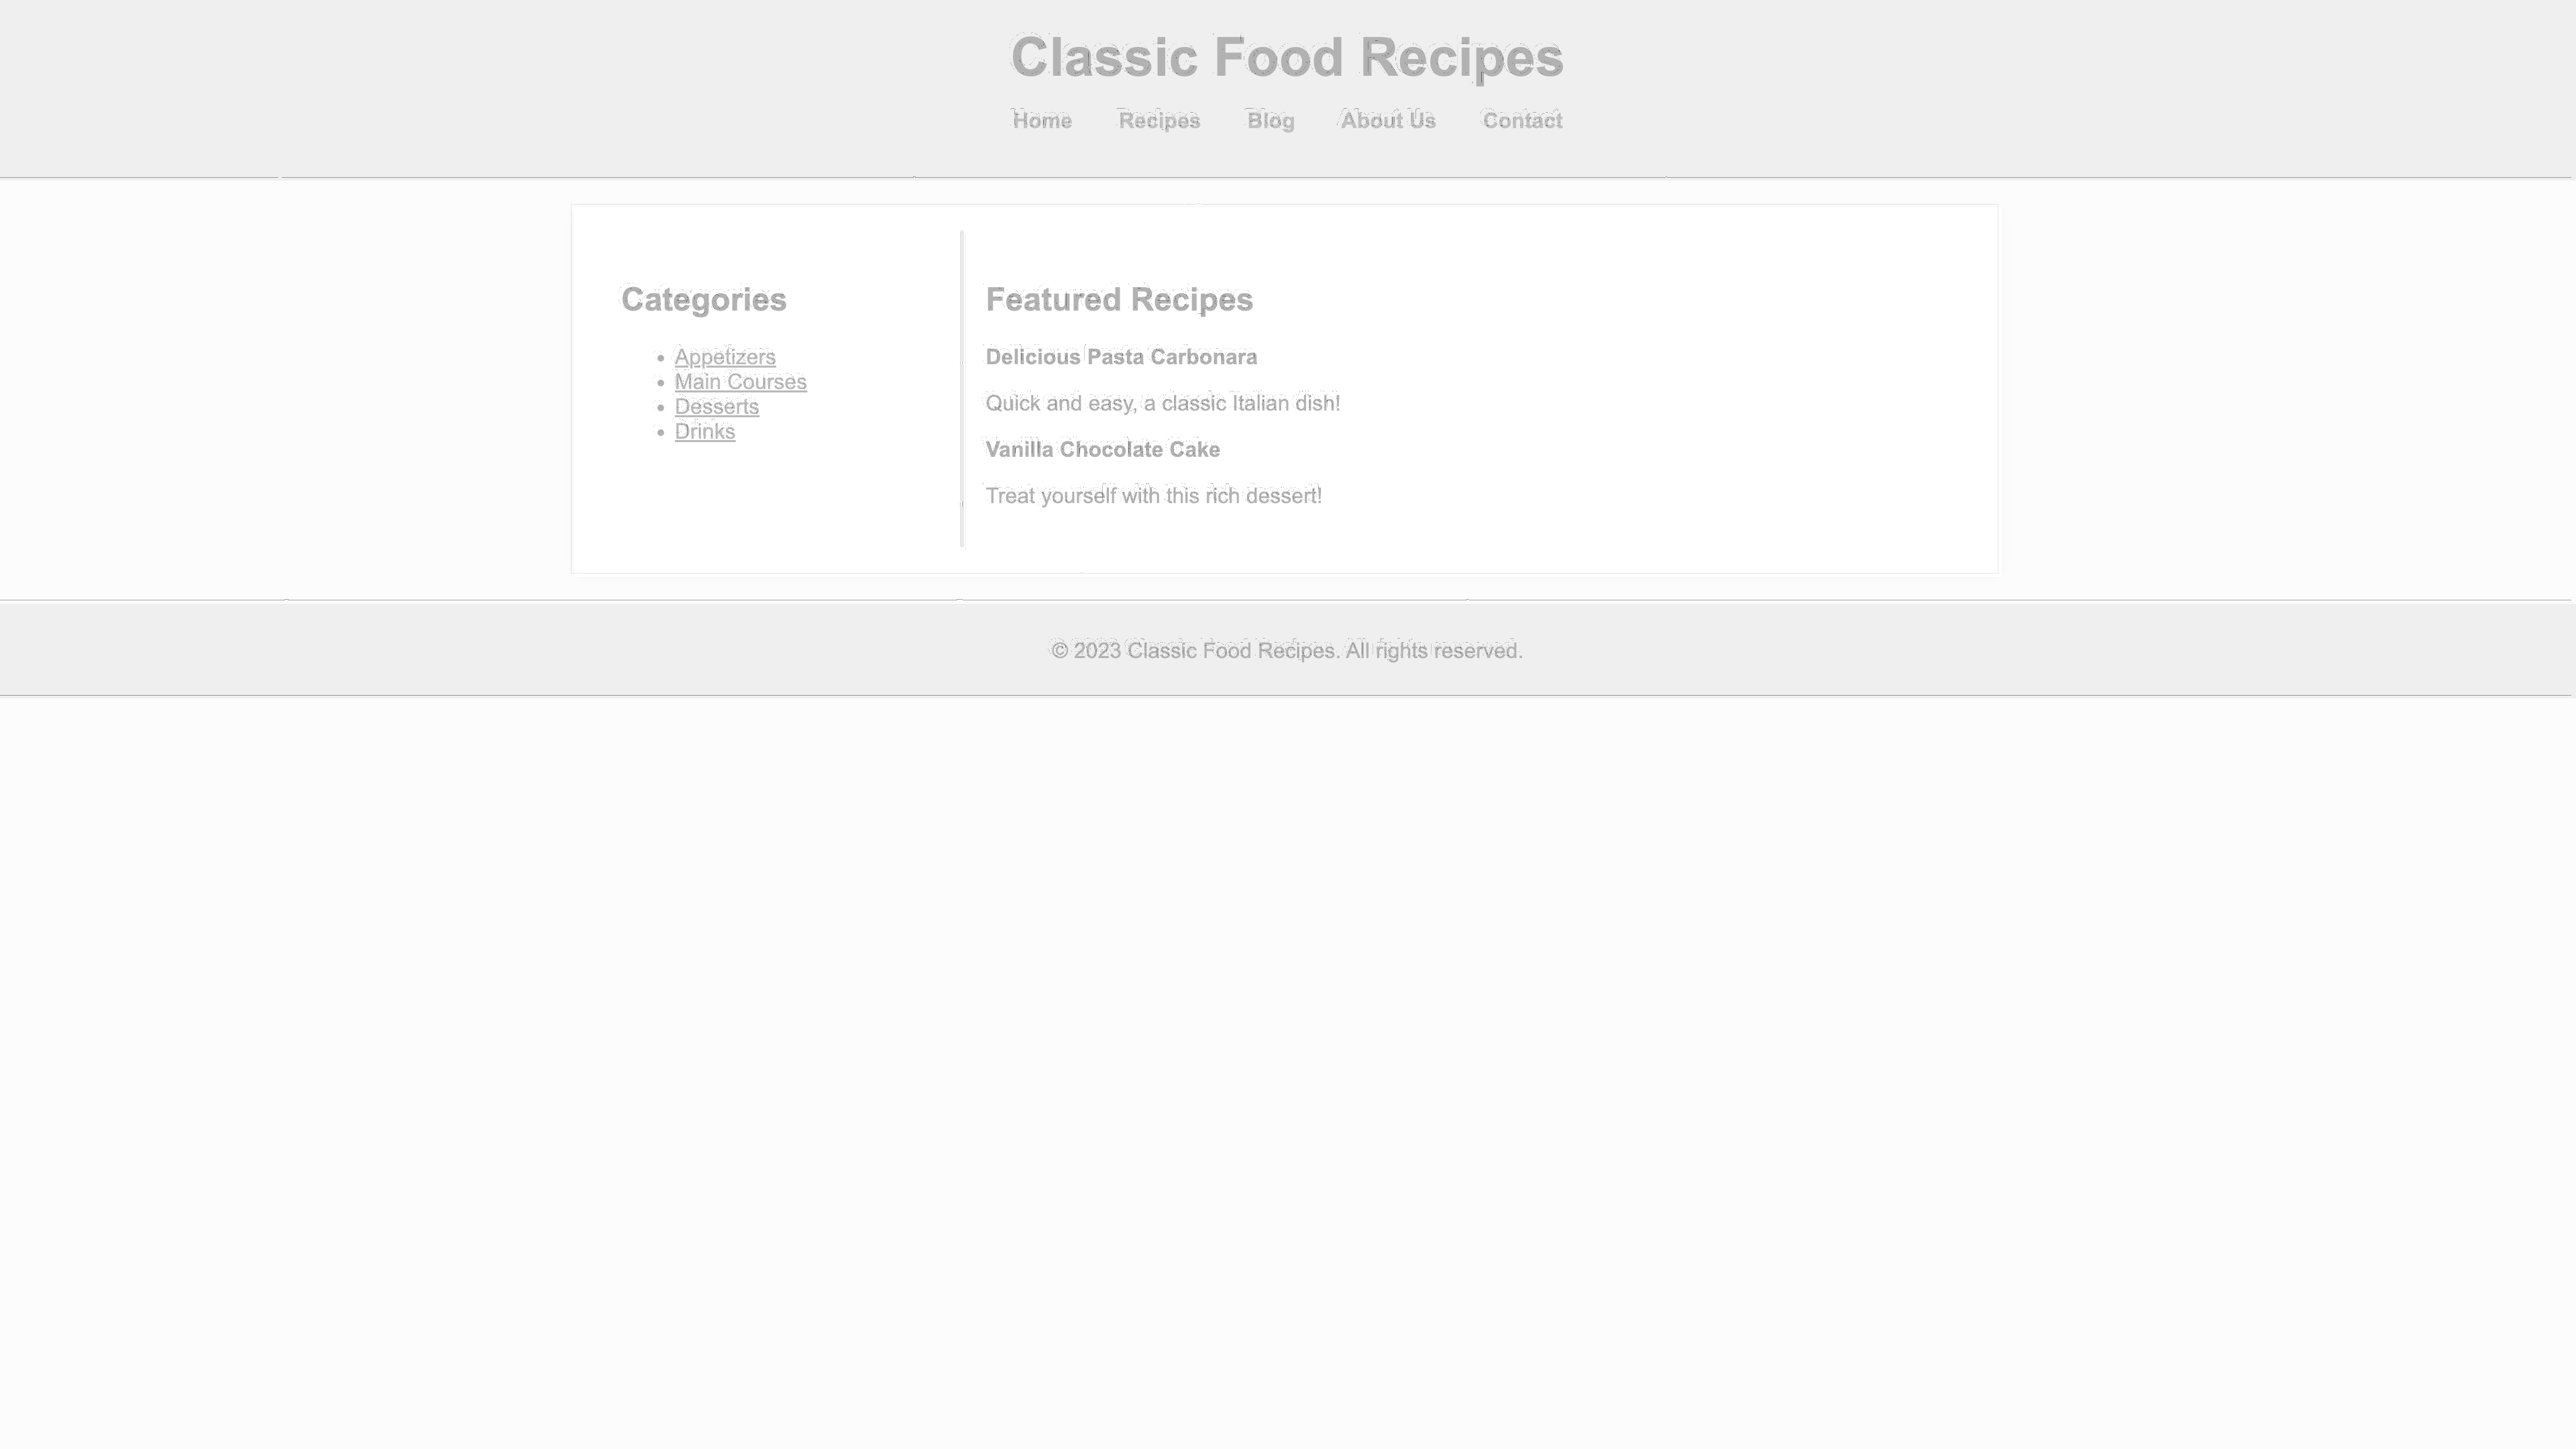 Classic Food Recipes
Home Recipes Blog About Us Contact
Categories
Appetizers
Main Courses
Desserts
Drinks
Featured Recipes
Delicious Pasta Carbonara
Quick and easy, a classic Italian dish!
Vanilla Chocolate Cake
Treat yourself with this rich dessert!
© 2023 Classic Food Recipes. All rights reserved.